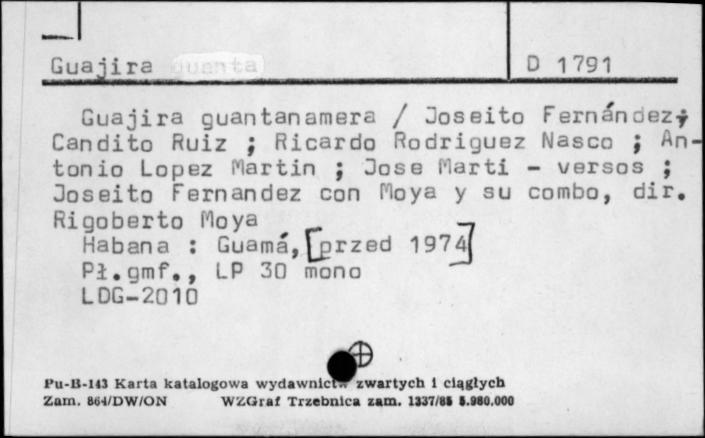 Guajira quanta
D 1791
Guajira guantanamera / Joseito Fernández;
Candito Ruiz ; Ricardo Rodriguez Nasco ; An-
tonio Lopez Martin ; Jose Marti - versos ;
Joseito Fernandez con Moya y su combo, dir.
Rigoberto Moya
Habana : Guamá, [przed 1974]
Pł.gmf., LP 30 mono
LDG-2010
Pu-B-143 Karta katalogowa wydawnictw zwartych i ciągłych
Zam. 864/DW/ON WZGraf Trzebnica zam. 1337/85 5.980.000